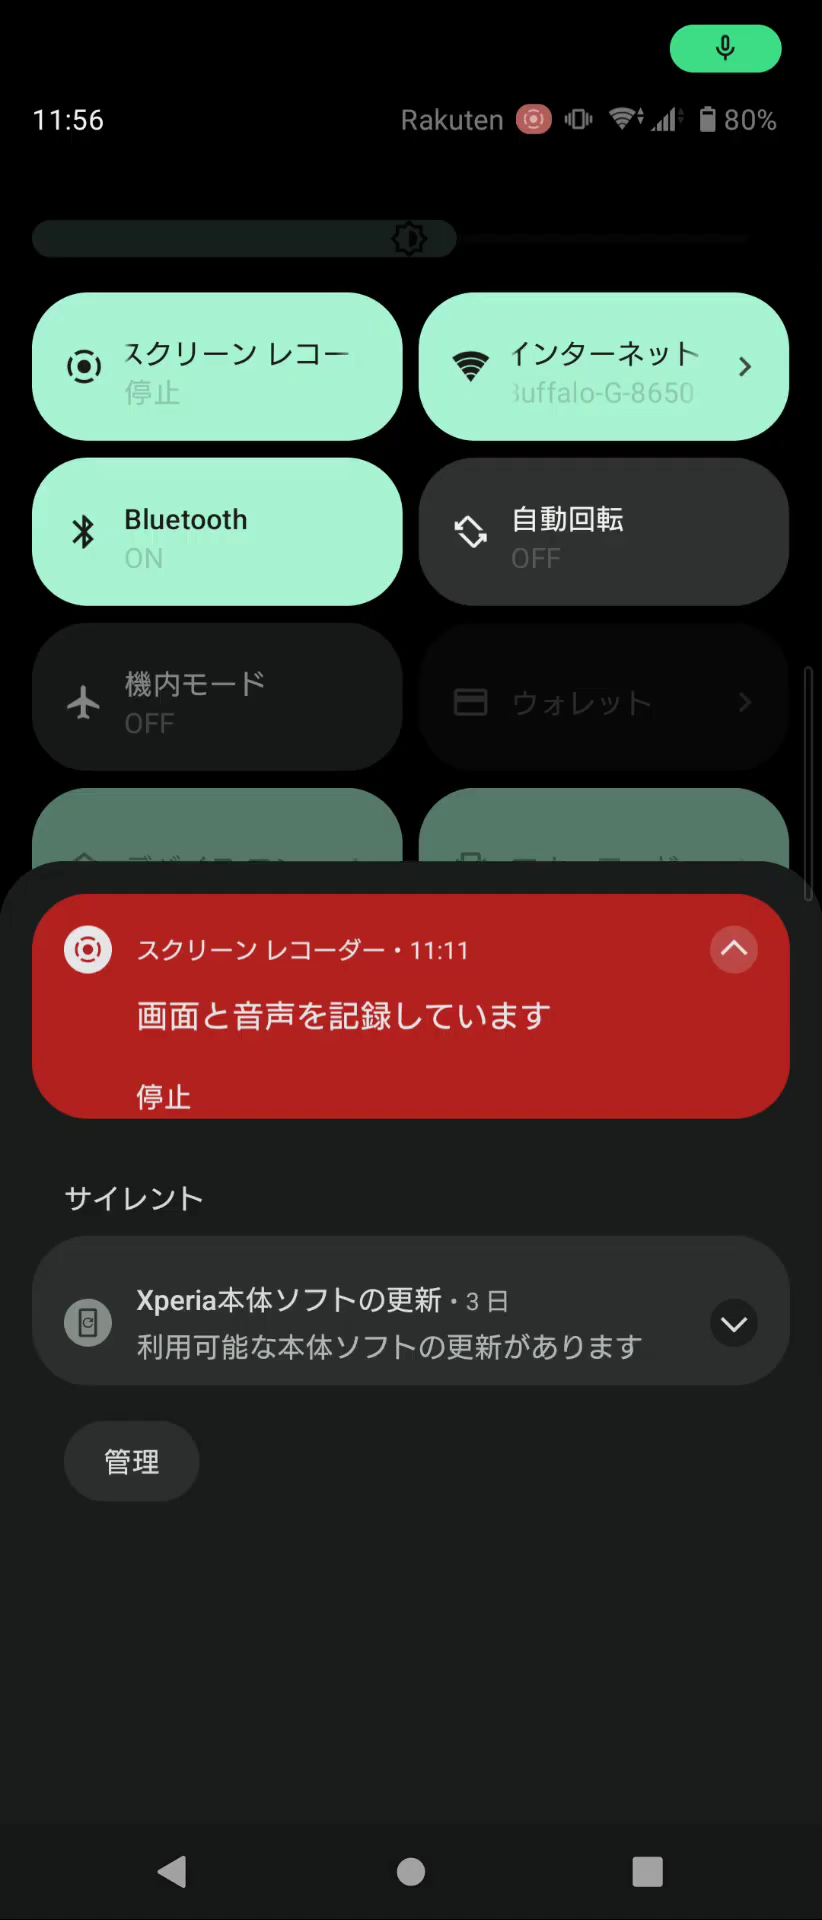 11:56 Rakuten 80%
スクリーン レコー
停止
インターネット
Buffalo-G-8650
Bluetooth
ON
自動回転
OFF
機内モード
OFF
ウォレット
スクリーン レコーダー・11:11
画面と音声を記録しています
停止
サイレント
Xperia本体ソフトの更新・3 日
利用可能な本体ソフトの更新があります
管理